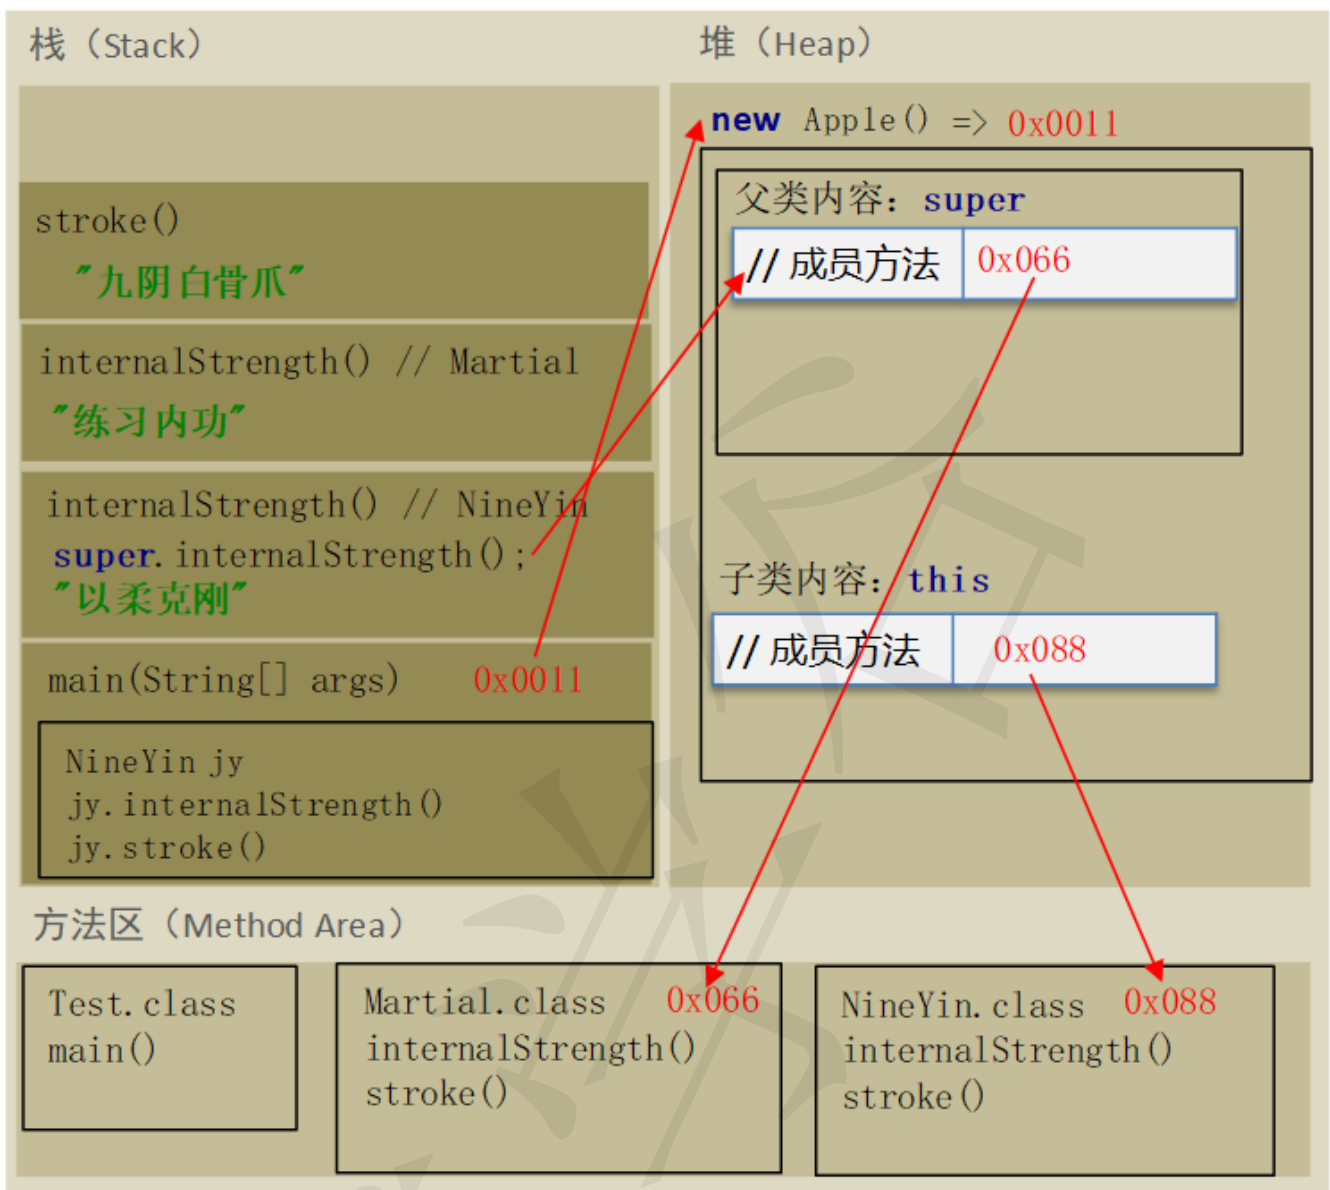 栈（Stack）
stroke()
"九阴白骨爪"
internalStrength() // Martial
"练习内功"
internalStrength() // NineYin
super.internalStrength();
"以柔克刚"
main(String[] args) 0x0011
NineYin jy
jy.internalStrength()
jy.stroke()
堆（Heap）
new Apple() => 0x0011
父类内容：super
// 成员方法 0x066
子类内容：this
// 成员方法 0x088
方法区（Method Area）
Test.class
main()
Martial.class 0x066
internalStrength()
stroke()
NineYin.class 0x088
internalStrength()
stroke()